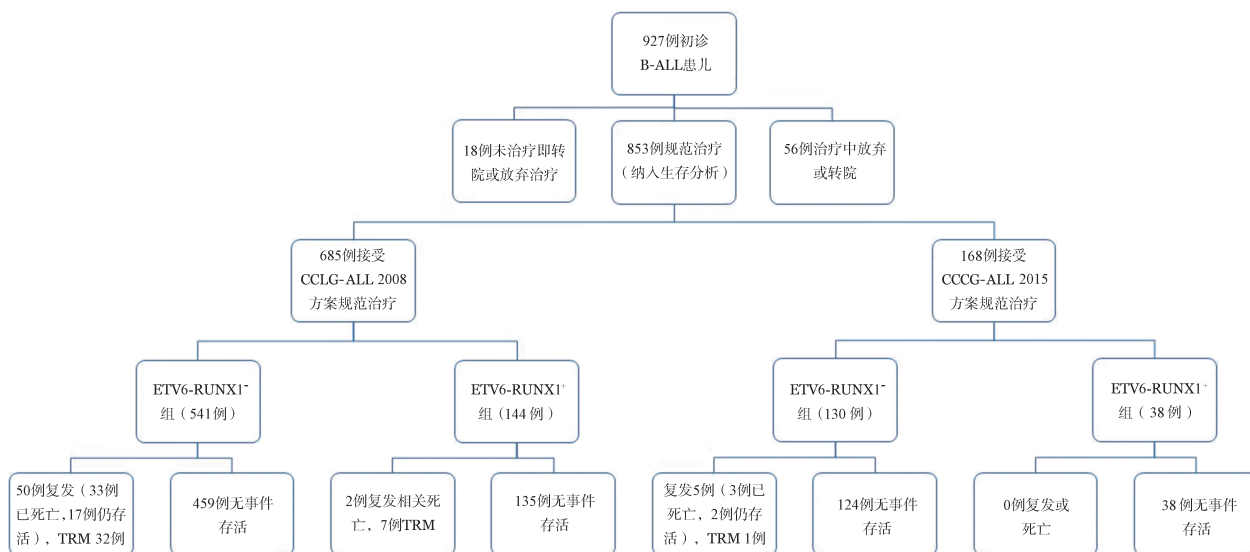 927例初诊
B-ALL患儿
18例未治疗即转
院或放弃治疗
853例规范治疗
（纳入生存分析）
56例治疗中放弃
或转院
685例接受
CCLG-ALL 2008
方案规范治疗
168例接受
CCCG-ALL 2015
方案规范治疗
ETV6-RUNX1⁻
组（541例）
ETV6-RUNX1⁺
组（144例）
ETV6-RUNX1⁻
组（130例）
ETV6-RUNX1⁺
组（38例）
50例复发（33例
已死亡,17例仍存
活），TRM 32例
459例无事件
存活
2例复发相关死
亡，7例TRM
135例无事件
存活
复发5例（3例已
死亡，2例仍存
活），TRM 1例
124例无事件
存活
0例复发或
死亡
38例无事件
存活